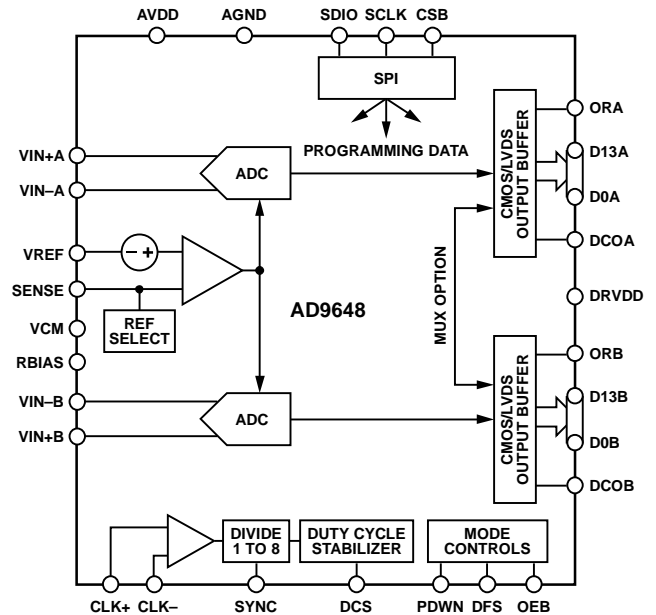 AVDD AGND SDIO SCLK CSB
SPI
PROGRAMMING DATA
ORA
D13A
D0A
DCOA
DRVDD
ORB
D13B
D0B
DCOB
CMOS/LVDS
OUTPUT BUFFER
CMOS/LVDS
OUTPUT BUFFER
MUX OPTION
VIN+A
VIN–A
VREF
SENSE
VCM
RBIAS
VIN–B
VIN+B
ADC
– +
REF
SELECT
AD9648
ADC
DIVIDE
1 TO 8
DUTY CYCLE
STABILIZER
MODE
CONTROLS
CLK+ CLK– SYNC DCS PDWN DFS OEB